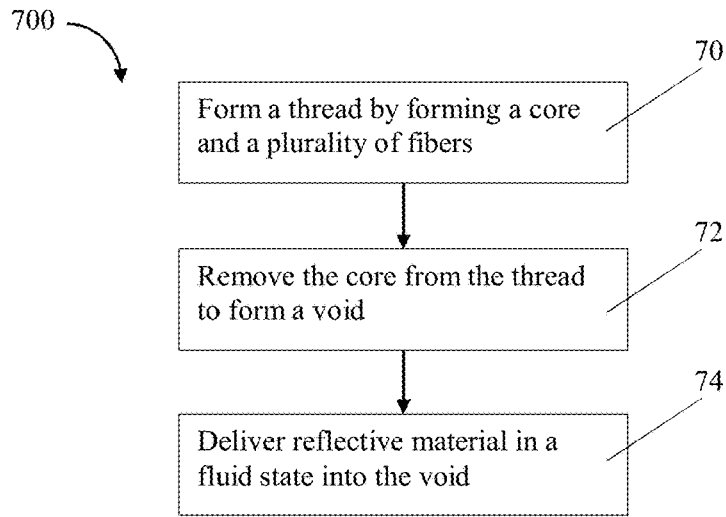 700
70
Form a thread by forming a core
and a plurality of fibers
72
Remove the core from the thread
to form a void
74
Deliver reflective material in a
fluid state into the void